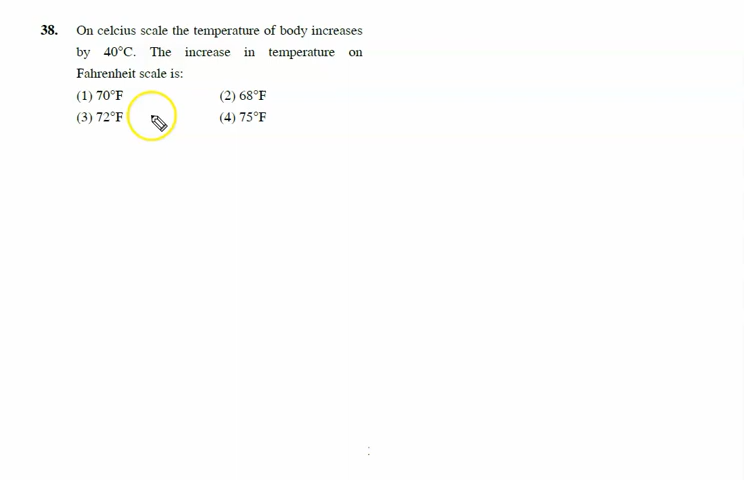 38. On celcius scale the temperature of body increases
by 40°C. The increase in temperature on
Fahrenheit scale is:
(1) 70°F (2) 68°F
(3) 72°F (4) 75°F